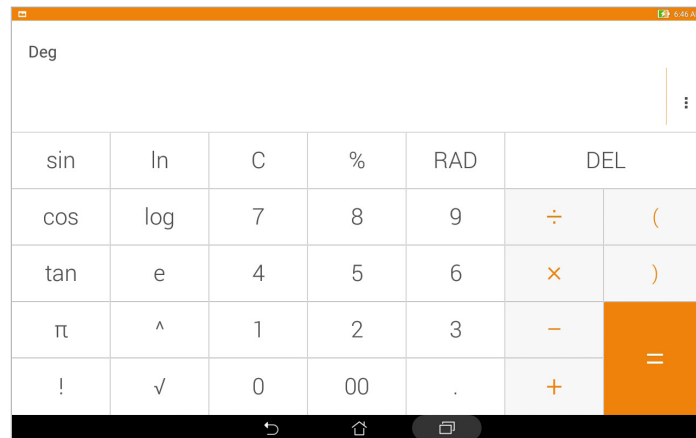 6:46 A
Deg
sin ln C % RAD DEL
cos log 7 8 9 ÷ (
tan e 4 5 6 × )
π ^ 1 2 3 −
! √ 0 00 . + =